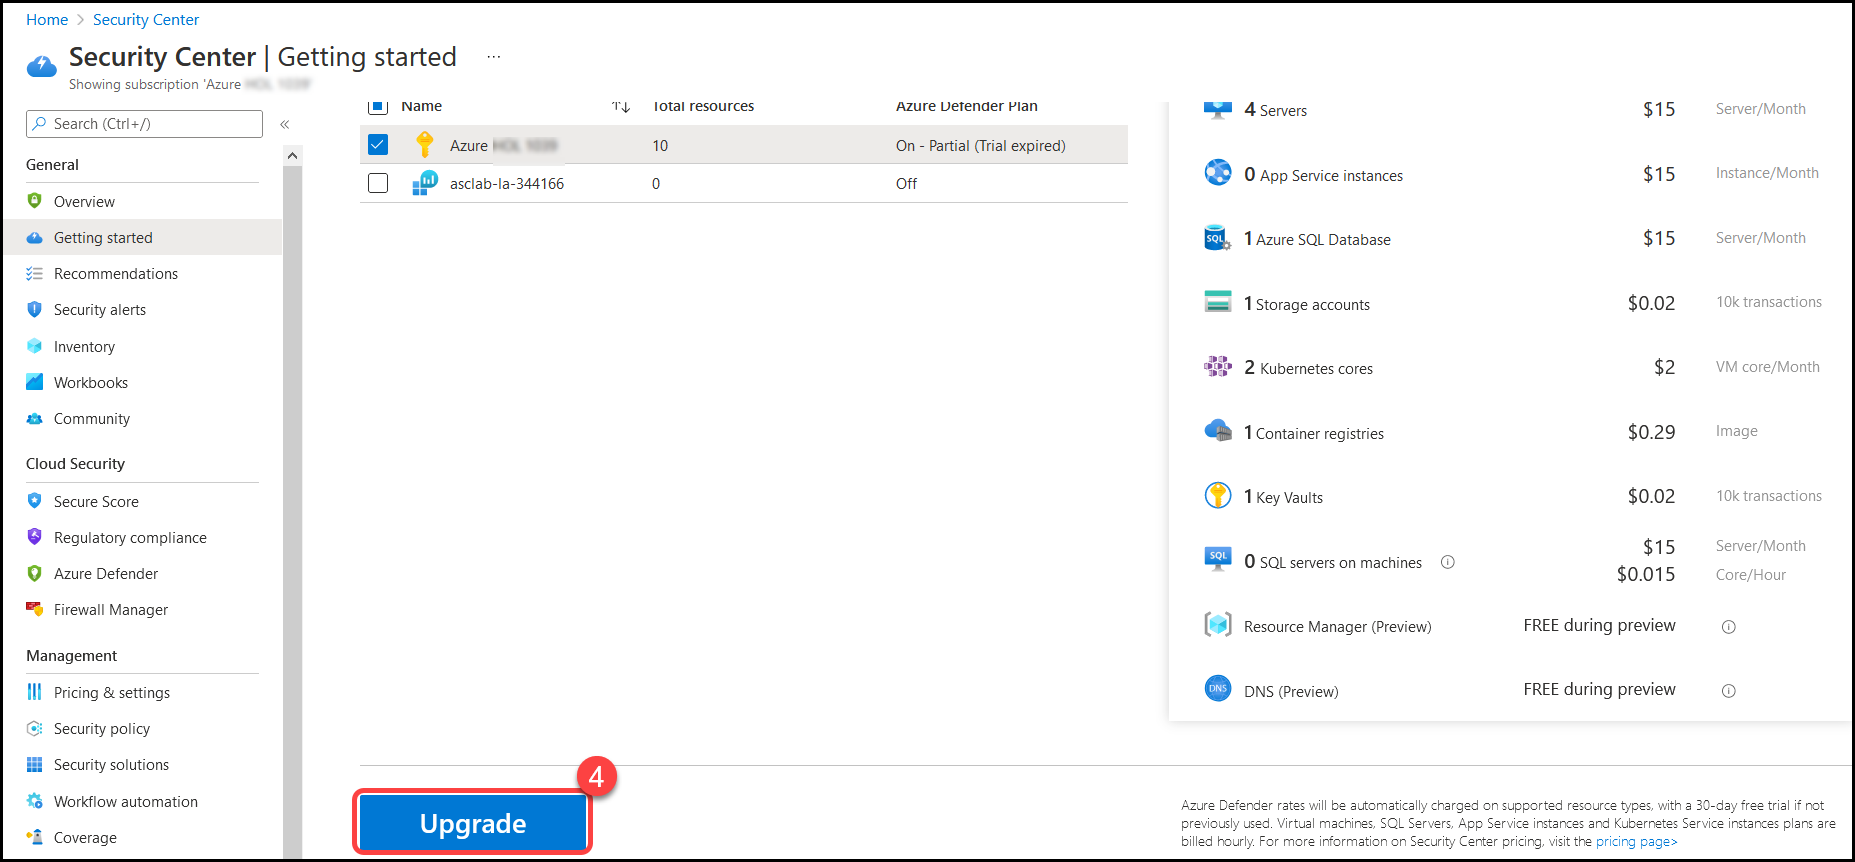 Home > Security Center
Security Center | Getting started ...
Showing subscription 'Azure
Search (Ctrl+/) «
General
Overview
Getting started
Recommendations
Security alerts
Inventory
Workbooks
Community
Cloud Security
Secure Score
Regulatory compliance
Azure Defender
Firewall Manager
Management
Pricing & settings
Security policy
Security solutions
Workflow automation
Coverage
Name ↑↓ Total resources Azure Defender Plan
Azure 10 On - Partial (Trial expired)
asclab-la-344166 0 Off
4 Servers $15 Server/Month
0 App Service instances $15 Instance/Month
SQL 1 Azure SQL Database $15 Server/Month
1 Storage accounts $0.02 10k transactions
2 Kubernetes cores $2 VM core/Month
1 Container registries $0.29 Image
1 Key Vaults $0.02 10k transactions
SQL 0 SQL servers on machines $15 Server/Month
$0.015 Core/Hour
Resource Manager (Preview) FREE during preview
DNS DNS (Preview) FREE during preview
4
Upgrade
Azure Defender rates will be automatically charged on supported resource types, with a 30-day free trial if not
previously used. Virtual machines, SQL Servers, App Service instances and Kubernetes Service instances plans are
billed hourly. For more information on Security Center pricing, visit the pricing page>